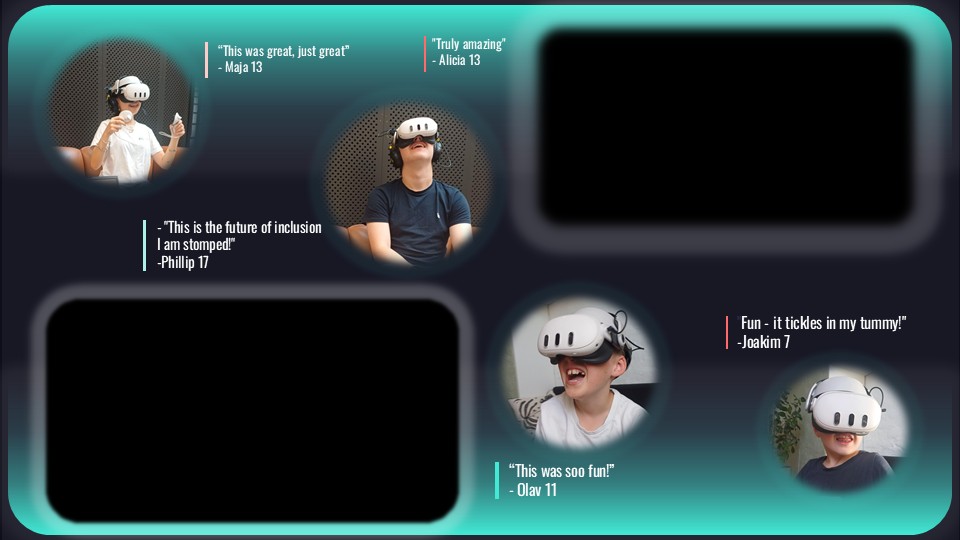 “This was great, just great”
- Maja 13
"Truly amazing"
- Alicia 13
- "This is the future of inclusion
I am stomped!"
-Phillip 17
Fun - it tickles in my tummy!"
-Joakim 7
“This was soo fun!”
- Olav 11